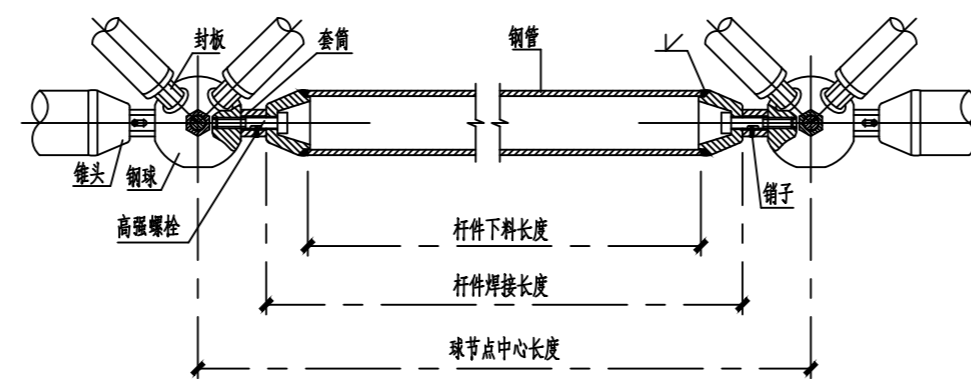 封板
套筒
钢管
锥头
钢球
高强螺栓
销子
杆件下料长度
杆件焊接长度
球节点中心长度